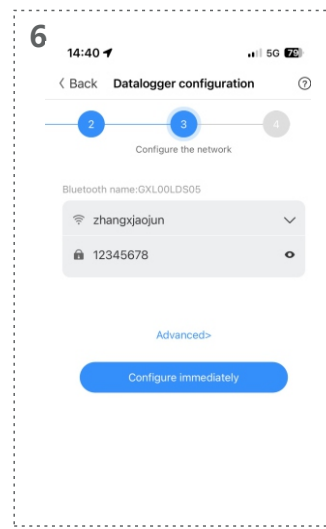 6
14:40
5G 79
Back Datalogger configuration ?
2 3 4
Configure the network
Bluetooth name:GXL00LDS05
zhangxjaojun
12345678
Advanced>
Configure immediately